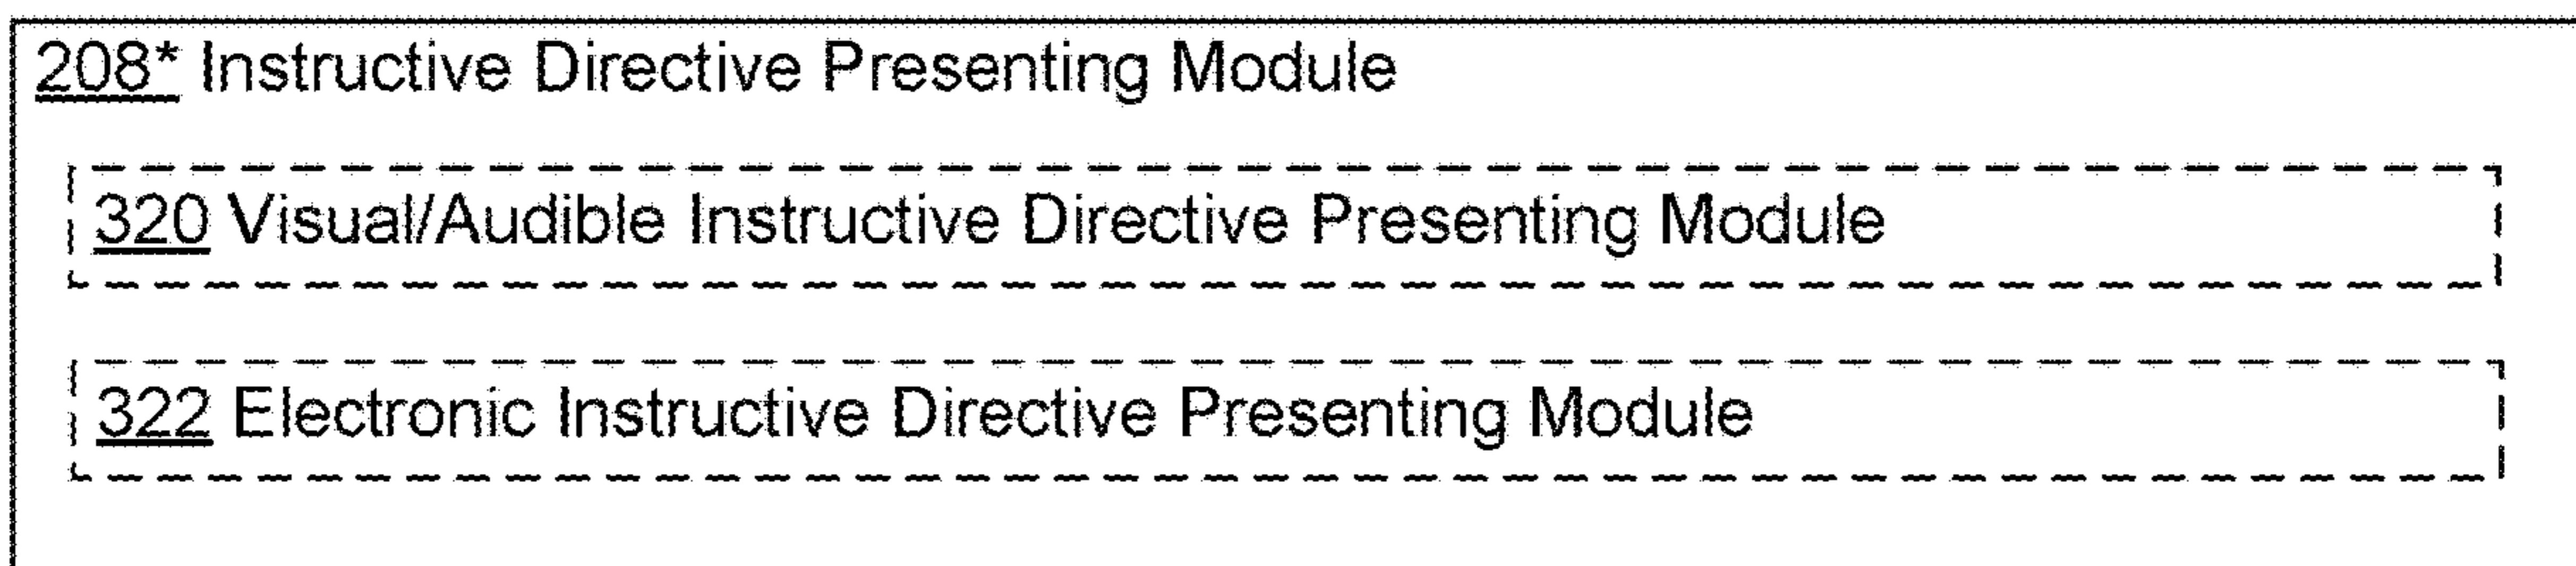 208* Instructive Directive Presenting Module
320 Visual/Audible Instructive Directive Presenting Module
322 Electronic Instructive Directive Presenting Module